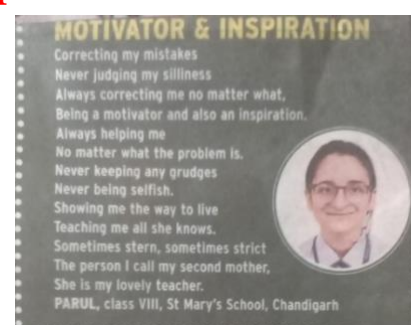 MOTIVATOR & INSPIRATION
Correcting my mistakes
Never judging my silliness
Always correcting me no matter what,
Being a motivator and also an inspiration.
Always helping me
No matter what the problem is.
Never keeping any grudges
Never being selfish.
Showing me the way to live
Teaching me all she knows.
Sometimes stern, sometimes strict
The person I call my second mother,
She is my lovely teacher.
PARUL, class VIII, St Mary's School, Chandigarh